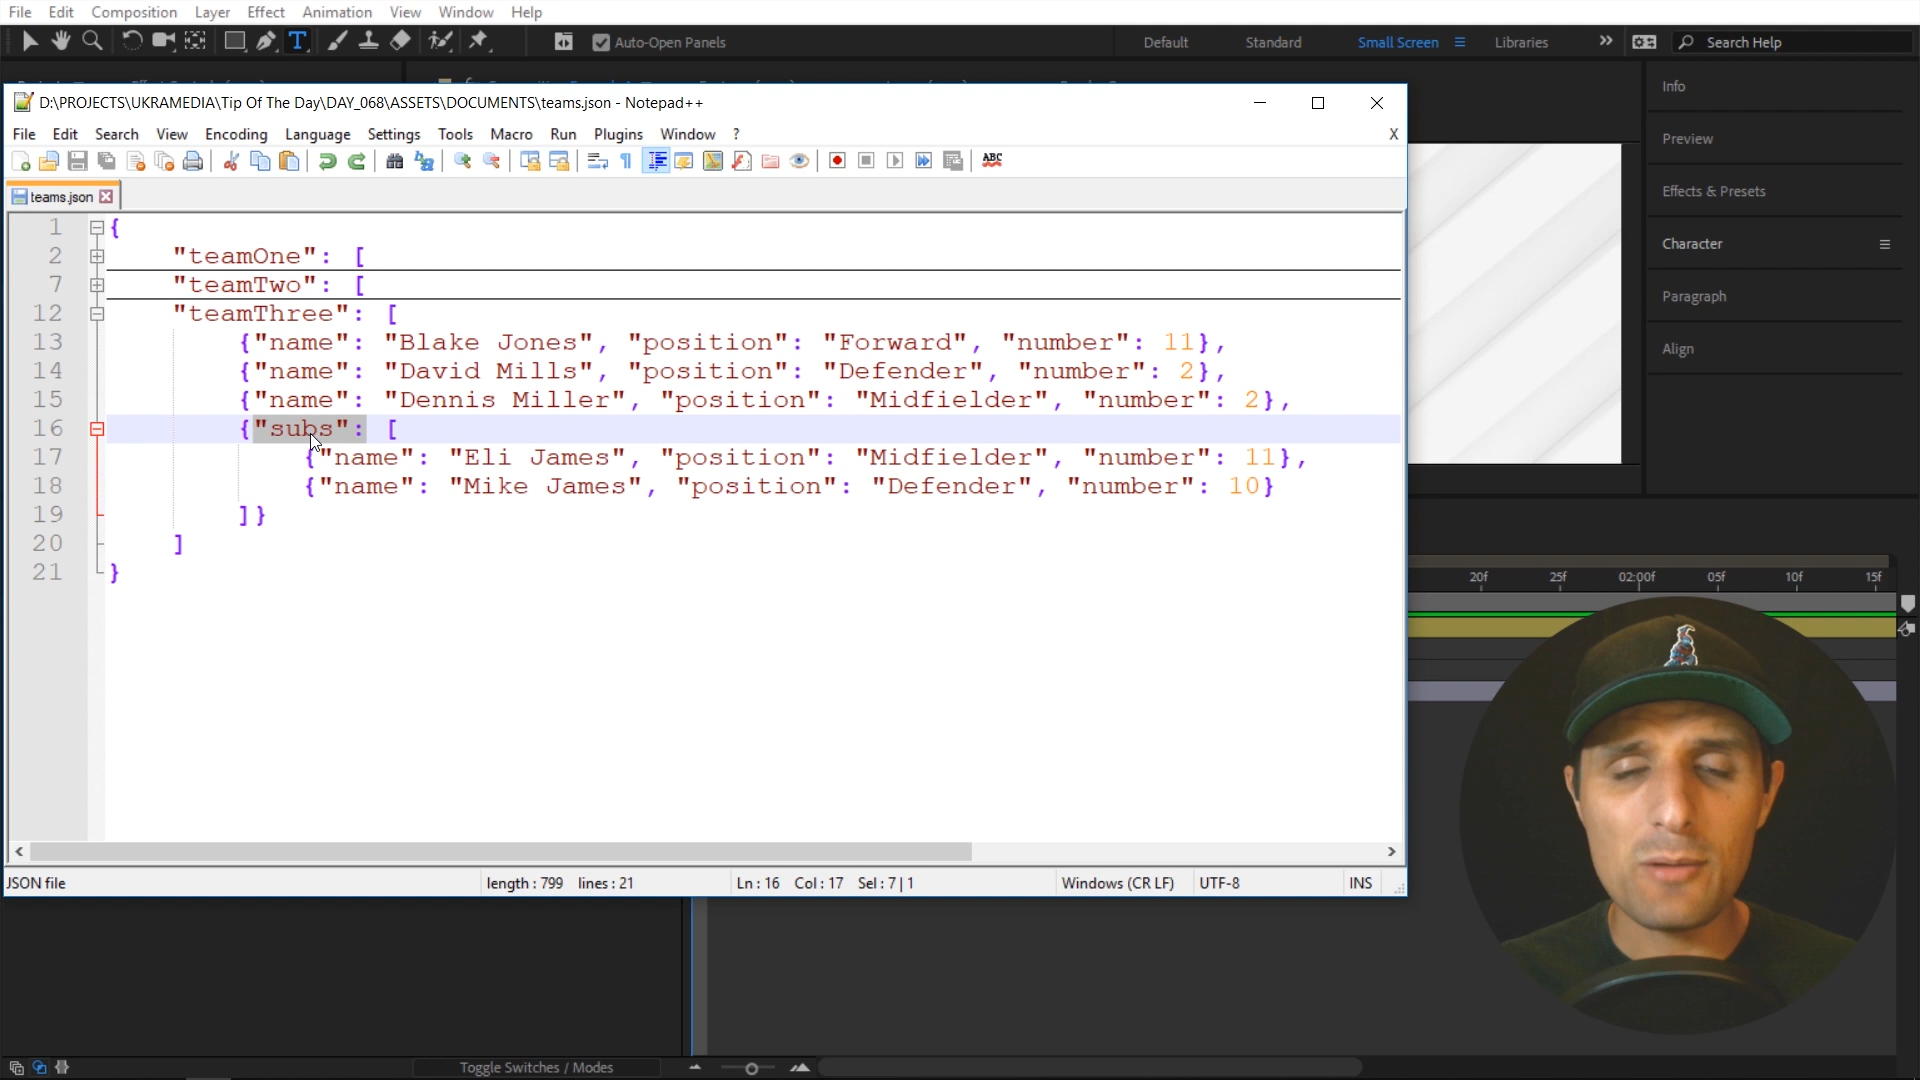 File Edit Composition Layer Effect Animation View Window Help
Auto-Open Panels Default Standard Small Screen Libraries Search Help
D:\PROJECTS\UKRAMEDIA\Tip Of The Day\DAY_068\ASSETS\DOCUMENTS\teams.json - Notepad++
File Edit Search View Encoding Language Settings Tools Macro Run Plugins Window ? X
ABC
teams.json
1 {
2 "teamOne": [
7 "teamTwo": [
12 "teamThree": [
13 {"name": "Blake Jones", "position": "Forward", "number": 11},
14 {"name": "David Mills", "position": "Defender", "number": 2},
15 {"name": "Dennis Miller", "position": "Midfielder", "number": 2},
16 {"subs": [
17 {"name": "Eli James", "position": "Midfielder", "number": 11},
18 {"name": "Mike James", "position": "Defender", "number": 10}
19 ]}
20 ]
21 }
JSON file length : 799 lines : 21 Ln : 16 Col : 17 Sel : 7 | 1 Windows (CR LF) UTF-8 INS
Info
Preview
Effects & Presets
Character
Paragraph
Align
20f 25f 02:00f 05f 10f 15f
Toggle Switches / Modes